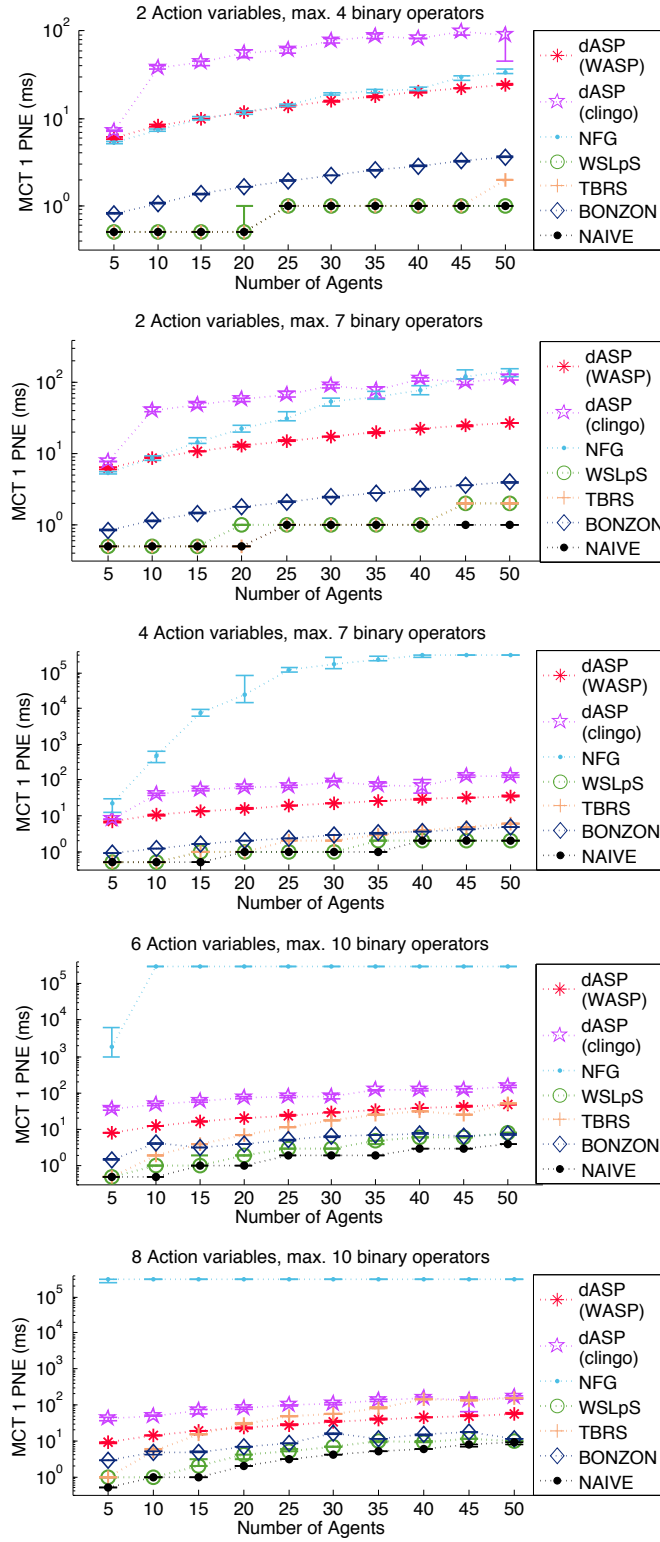 2 Action variables, max. 4 binary operators
10^2
10^1
10^0
MCT 1 PNE (ms)
5 10 15 20 25 30 35 40 45 50
Number of Agents
dASP
(WASP)
dASP
(clingo)
NFG
WSLpS
TBRS
BONZON
NAIVE
2 Action variables, max. 7 binary operators
10^2
10^1
10^0
MCT 1 PNE (ms)
5 10 15 20 25 30 35 40 45 50
Number of Agents
dASP
(WASP)
dASP
(clingo)
NFG
WSLpS
TBRS
BONZON
NAIVE
4 Action variables, max. 7 binary operators
10^5
10^4
10^3
10^2
10^1
10^0
MCT 1 PNE (ms)
5 10 15 20 25 30 35 40 45 50
Number of Agents
dASP
(WASP)
dASP
(clingo)
NFG
WSLpS
TBRS
BONZON
NAIVE
6 Action variables, max. 10 binary operators
10^5
10^4
10^3
10^2
10^1
10^0
MCT 1 PNE (ms)
5 10 15 20 25 30 35 40 45 50
Number of Agents
dASP
(WASP)
dASP
(clingo)
NFG
WSLpS
TBRS
BONZON
NAIVE
8 Action variables, max. 10 binary operators
10^5
10^4
10^3
10^2
10^1
10^0
MCT 1 PNE (ms)
5 10 15 20 25 30 35 40 45 50
Number of Agents
dASP
(WASP)
dASP
(clingo)
NFG
WSLpS
TBRS
BONZON
NAIVE